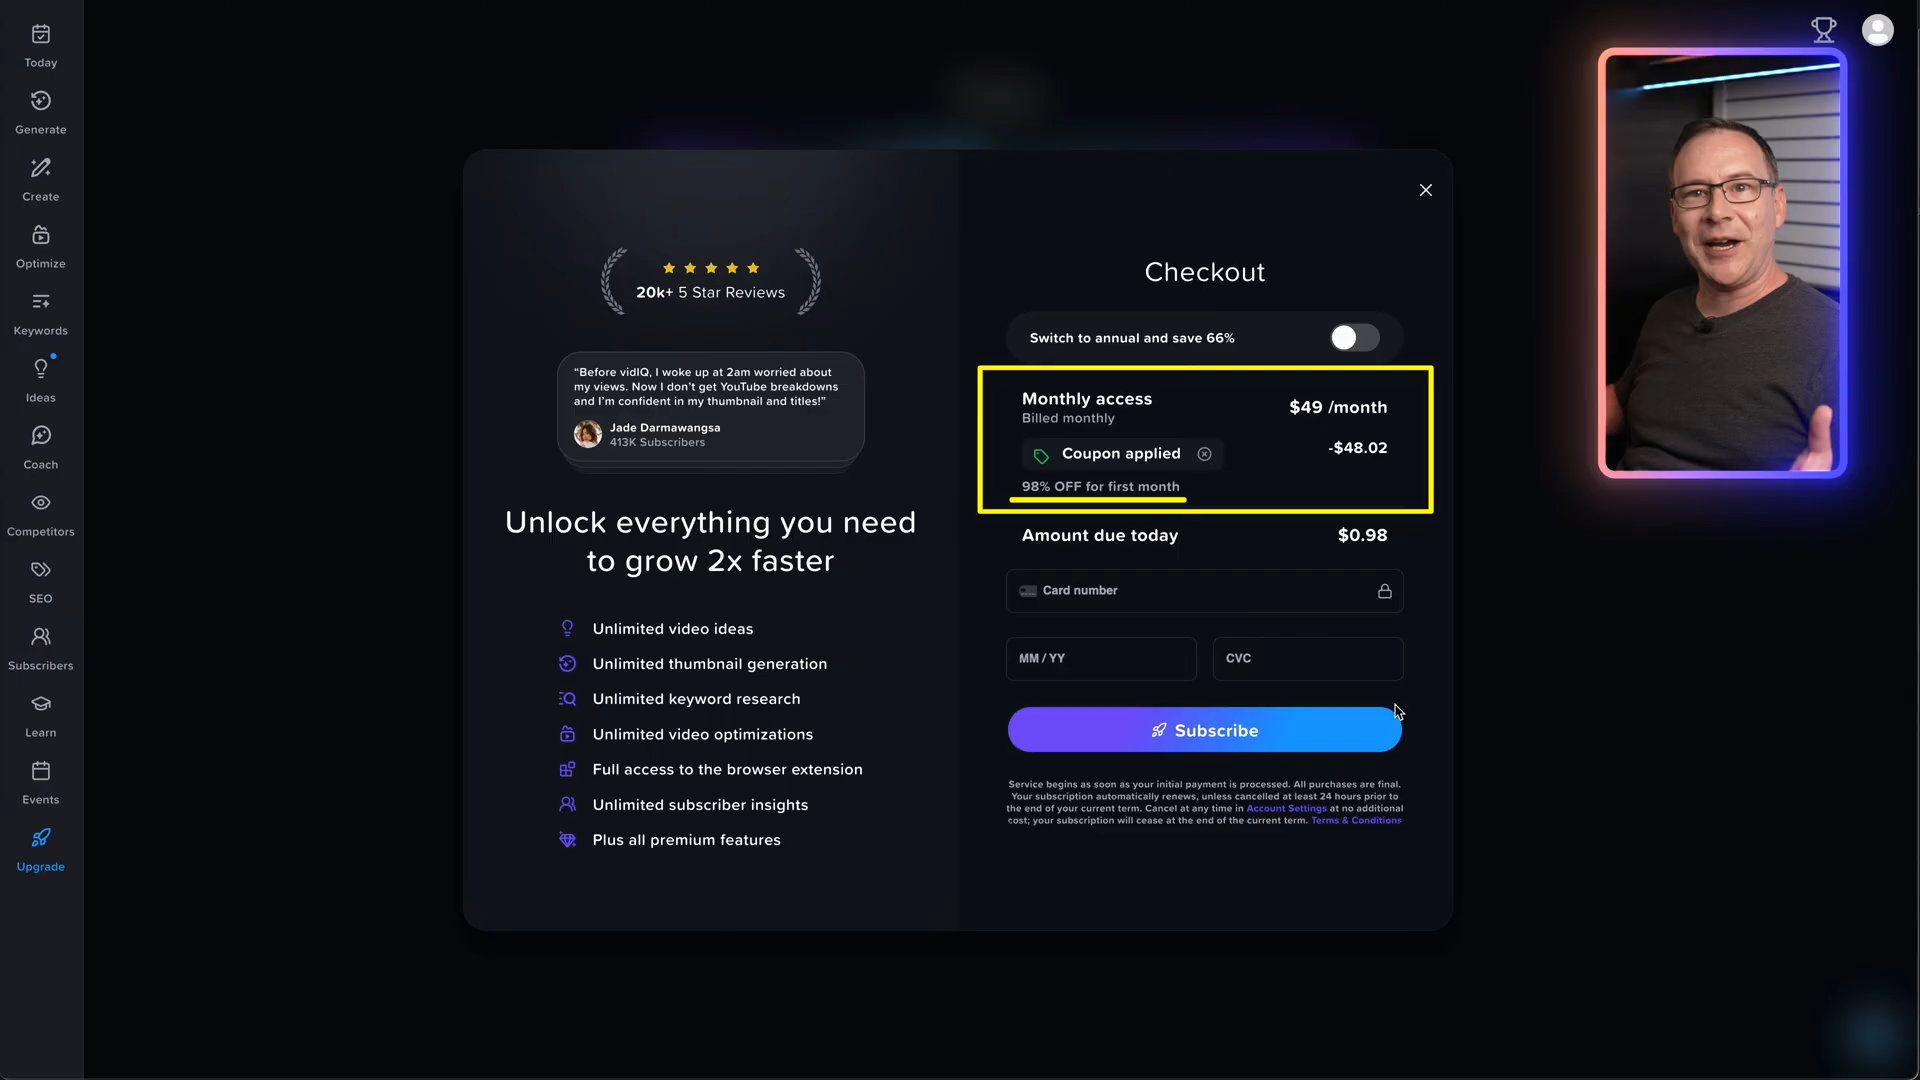 Today
Generate
Create
Optimize
Keywords
Ideas
Coach
Competitors
SEO
Subscribers
Learn
Events
Upgrade
20k+ 5 Star Reviews
“Before vidIQ, I woke up at 2am worried about
my views. Now I don't get YouTube breakdowns
and I'm confident in my thumbnail and titles!”
Jade Darmawangsa
413K Subscribers
Unlock everything you need
to grow 2x faster
Unlimited video ideas
Unlimited thumbnail generation
Unlimited keyword research
Unlimited video optimizations
Full access to the browser extension
Unlimited subscriber insights
Plus all premium features
Checkout
Switch to annual and save 66%
Monthly access
$49 /month
Billed monthly
Coupon applied
-$48.02
98% OFF for first month
Amount due today
$0.98
Card number
MM / YY
CVC
Subscribe
Service begins as soon as your initial payment is processed. All purchases are final.
Your subscription automatically renews, unless cancelled at least 24 hours prior to
the end of your current term. Cancel at any time in Account Settings at no additional
cost; your subscription will cease at the end of the current term. Terms & Conditions